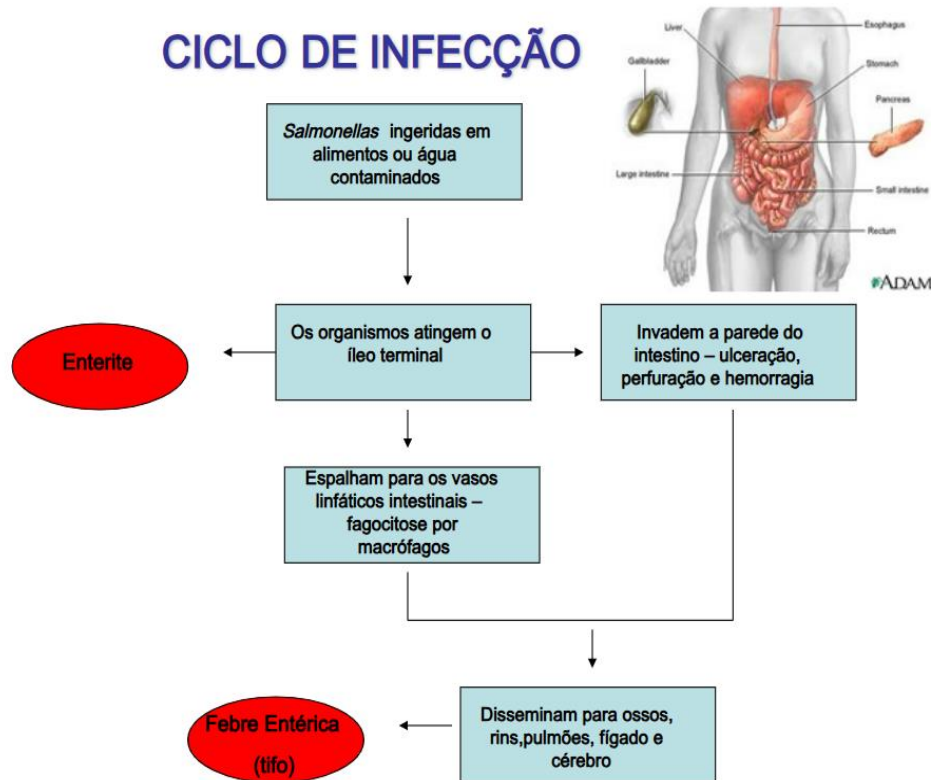 CICLO DE INFECÇÃO
Liver
Esophagus
Gallbladder
Stomach
Pancreas
Large intestine
Small intestine
Rectum
ADAM
Salmonellas ingeridas em
alimentos ou água
contaminados
Enterite
Os organismos atingem o
íleo terminal
Invadem a parede do
intestino – ulceração,
perfuração e hemorragia
Espalham para os vasos
linfáticos intestinais –
fagocitose por
macrófagos
Febre Entérica
(tifo)
Disseminam para ossos,
rins,pulmões, fígado e
cérebro